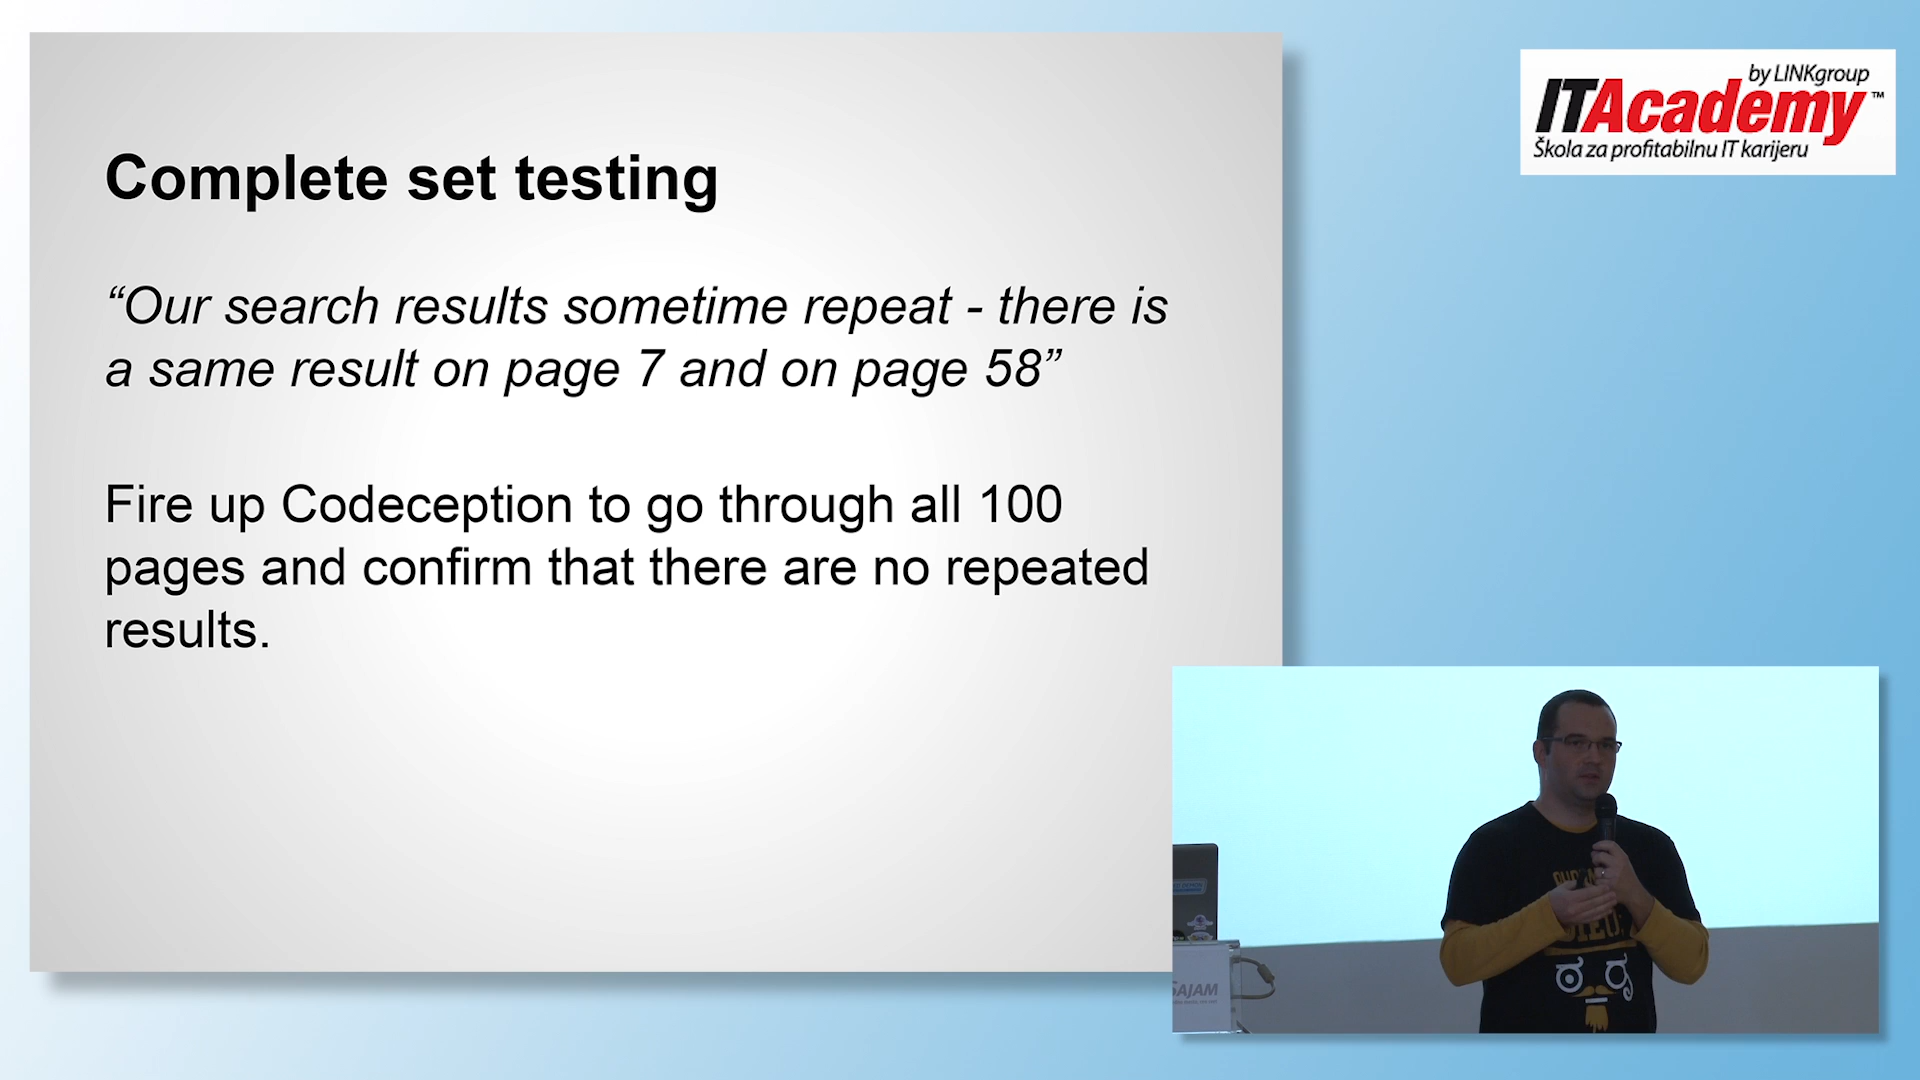 Complete set testing
“Our search results sometime repeat - there is
a same result on page 7 and on page 58”
Fire up Codeception to go through all 100
pages and confirm that there are no repeated
results.
by LINKgroup
ITAcademy™
Škola za profitabilnu IT karijeru
SAJAM